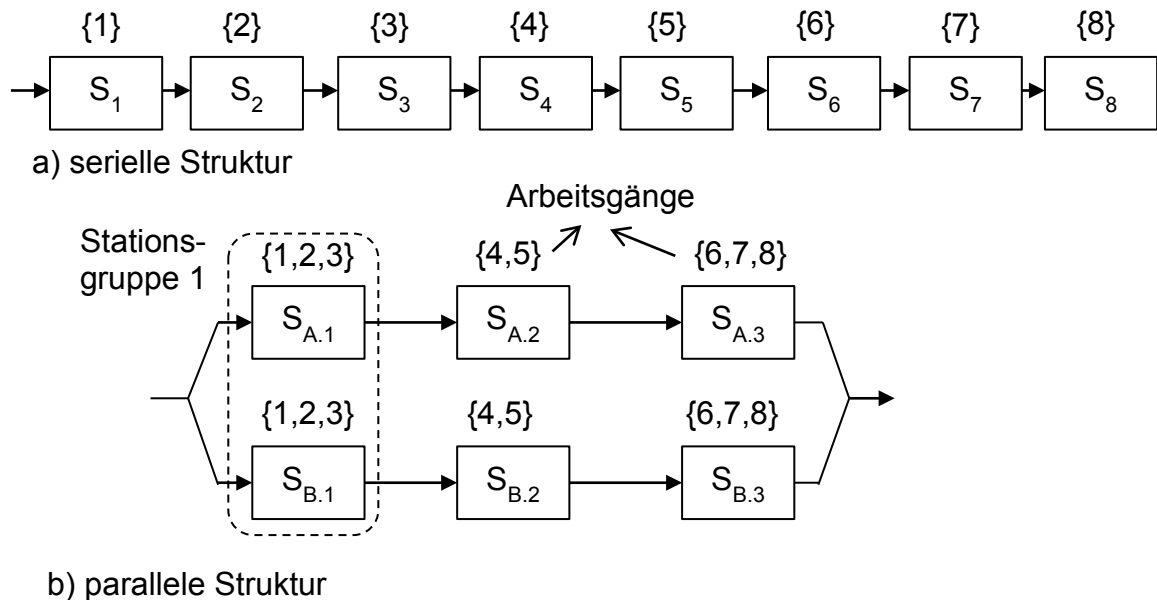 {1} {2} {3} {4} {5} {6} {7} {8}
S1 S2 S3 S4 S5 S6 S7 S8
a) serielle Struktur
Arbeitsgänge
Stations-
gruppe 1
{1,2,3} {4,5} {6,7,8}
SA.1 SA.2 SA.3
{1,2,3} {4,5} {6,7,8}
SB.1 SB.2 SB.3
b) parallele Struktur